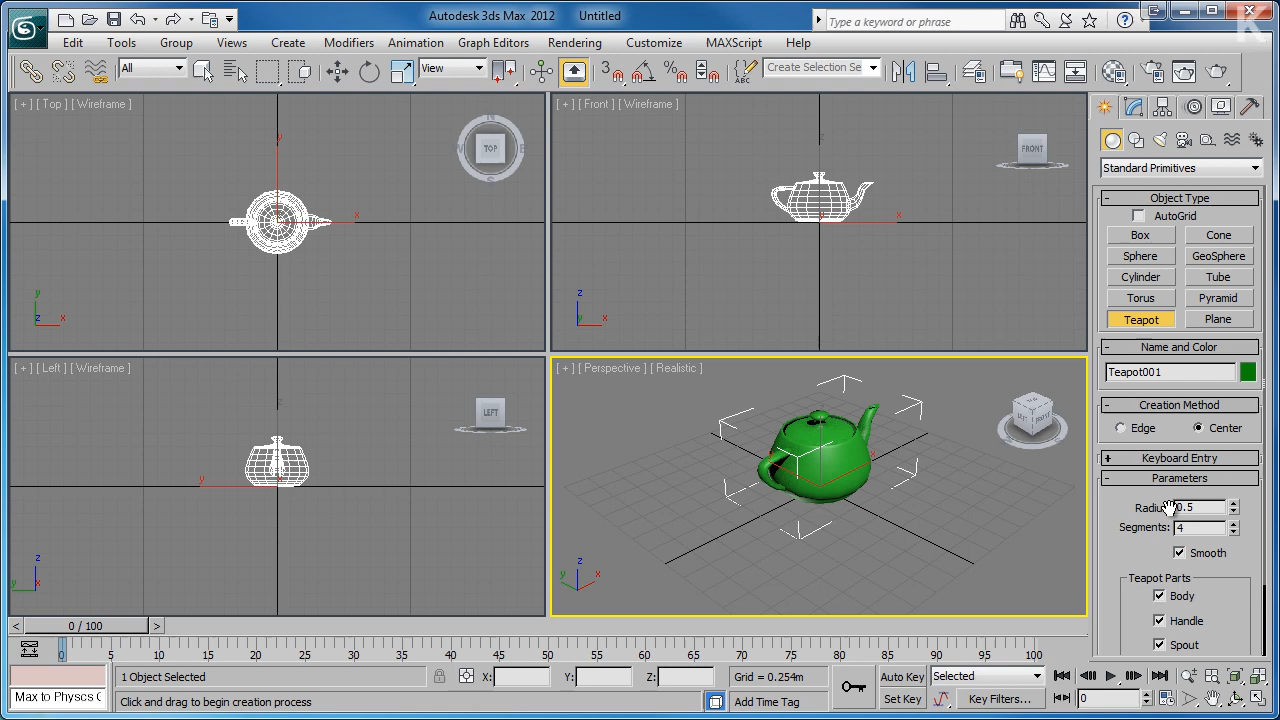 Autodesk 3ds Max 2012 Untitled
Type a keyword or phrase
K
Edit Tools Group Views Create Modifiers Animation Graph Editors Rendering Customize MAXScript Help
All View 3 Create Selection Se
[ + ] [ Top ] [ Wireframe ]
[ + ] [ Front ] [ Wireframe ]
N
TOP
S
FRONT
y
x
z
x
y
z x
z
y x
Standard Primitives
- Object Type
AutoGrid
Box Cone
Sphere GeoSphere
Cylinder Tube
Torus Pyramid
Teapot Plane
- Name and Color
Teapot001
- Creation Method
Edge Center
+ Keyboard Entry
- Parameters
0.5
Segments: 4
Smooth
Teapot Parts
Body
Handle
Spout
[ + ] [ Left ] [ Wireframe ]
[ + ] [ Perspective ] [ Realistic ]
LEFT
z
y
z
y x
x
z
y x
< 0 / 100 >
0 5 10 15 20 25 30 35 40 45 50 55 60 65 70 75 80 85 90 95 100
1 Object Selected X: Y: Z: Grid = 0.254m Auto Key Selected
Max to Physcs C Click and drag to begin creation process Add Time Tag Set Key Key Filters... 0